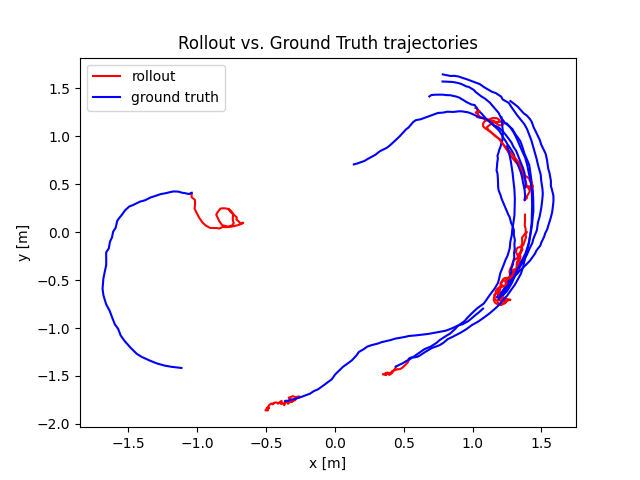 Rollout vs. Ground Truth trajectories
rollout
ground truth
1.5
1.0
0.5
0.0
−0.5
−1.0
−1.5
−2.0
y [m]
−1.5 −1.0 −0.5 0.0 0.5 1.0 1.5
x [m]